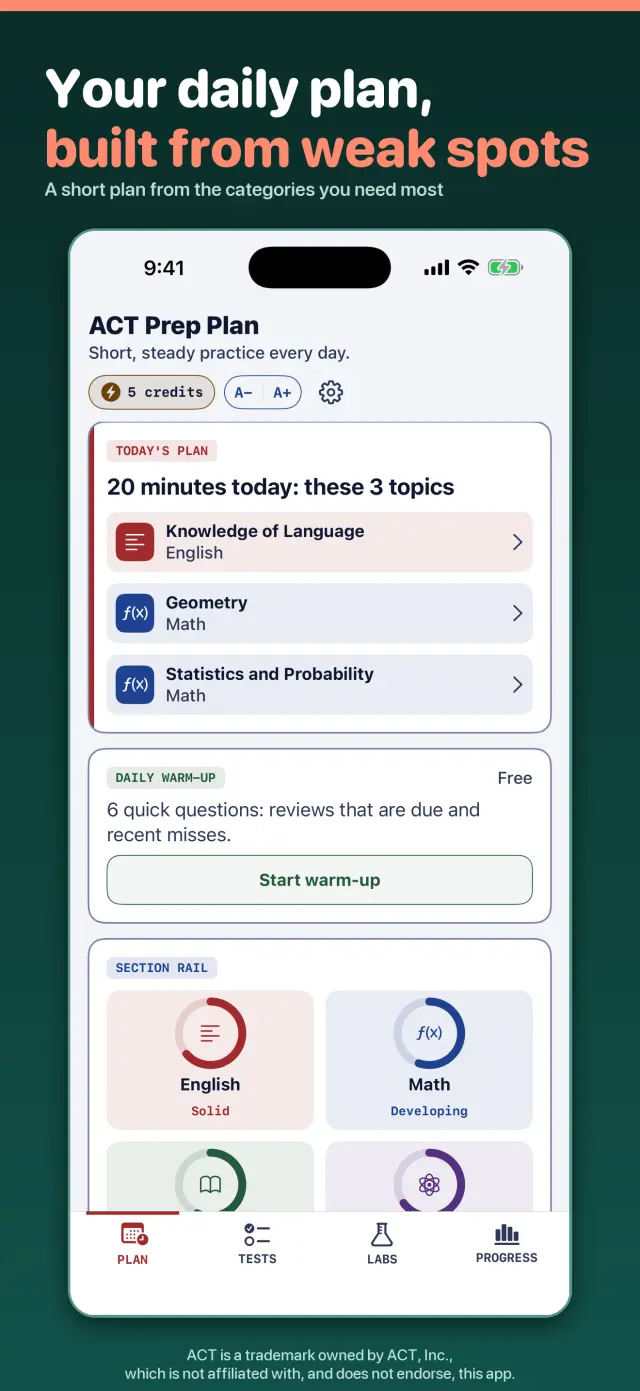 Your daily plan,
built from weak spots
A short plan from the categories you need most
9:41
ACT Prep Plan
Short, steady practice every day.
5 credits
A− A+
TODAY'S PLAN
20 minutes today: these 3 topics
Knowledge of Language
English
f(x)
Geometry
Math
f(x)
Statistics and Probability
Math
DAILY WARM-UP
Free
6 quick questions: reviews that are due and
recent misses.
Start warm-up
SECTION RAIL
English
Solid
f(x)
Math
Developing
PLAN
TESTS
LABS
PROGRESS
ACT is a trademark owned by ACT, Inc.,
which is not affiliated with, and does not endorse, this app.